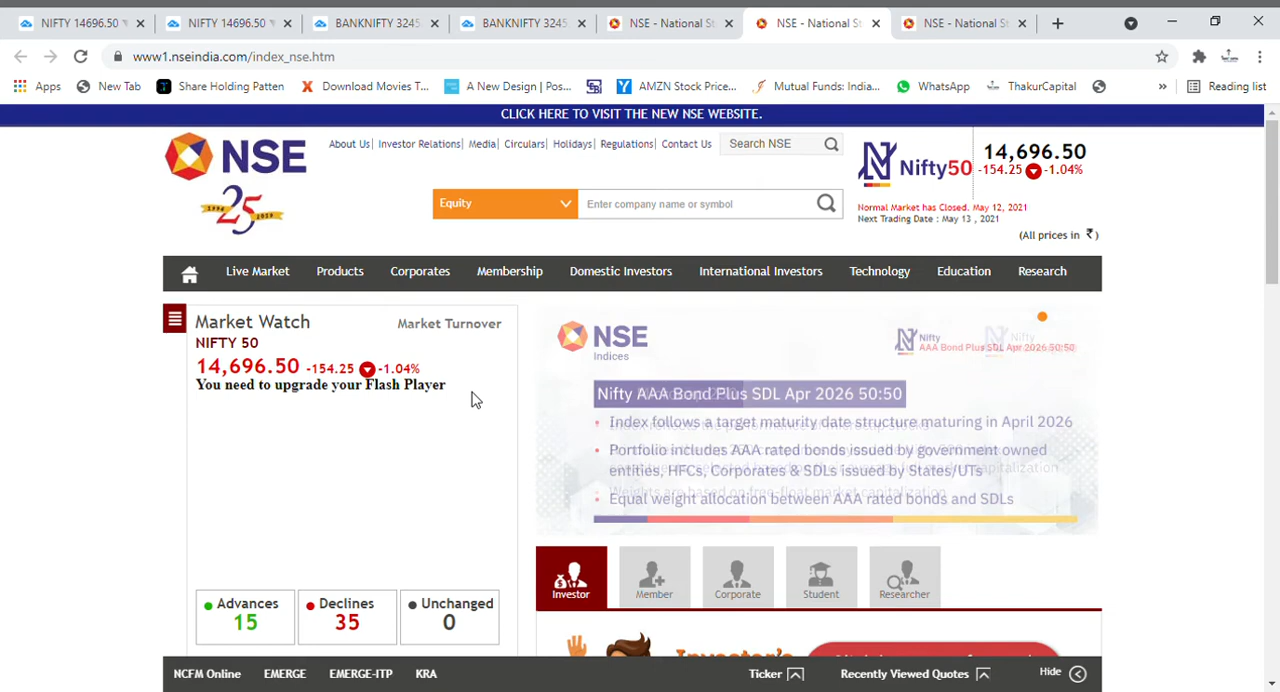 NIFTY 14696.50
NIFTY 14696.50
BANKNIFTY 3245
BANKNIFTY 3245
NSE - National St
NSE - National St
NSE - National St
www1.nseindia.com/index_nse.htm
Apps
New Tab
Share Holding Patten
Download Movies T...
A New Design | Pos...
AMZN Stock Price...
Mutual Funds: India...
WhatsApp
ThakurCapital
»
Reading list
CLICK HERE TO VISIT THE NEW NSE WEBSITE.
NSE
25
About Us| Investor Relations| Media| Circulars| Holidays| Regulations| Contact Us
Search NSE
Equity
Enter company name or symbol
Nifty50
14,696.50
-154.25 -1.04%
Normal Market has Closed. May 12, 2021
Next Trading Date : May 13 , 2021
(All prices in ₹ )
Live Market
Products
Corporates
Membership
Domestic Investors
International Investors
Technology
Education
Research
Market Watch
Market Turnover
NIFTY 50
14,696.50 -154.25 -1.04%
You need to upgrade your Flash Player
NSE
Indices
Nifty
AAA Bond Plus SDL Apr 2026 50:50
Nifty AAA Bond Plus SDL Apr 2026 50:50
• Index follows a target maturity date structure maturing in April 2026
• Portfolio includes AAA rated bonds issued by government owned
entities, HFCs, Corporates & SDLs issued by States/UTs
• Equal weight allocation between AAA rated bonds and SDLs
Investor
Member
Corporate
Student
Researcher
Advances
15
Declines
35
Unchanged
0
NCFM Online
EMERGE
EMERGE-ITP
KRA
Ticker
Recently Viewed Quotes
Hide